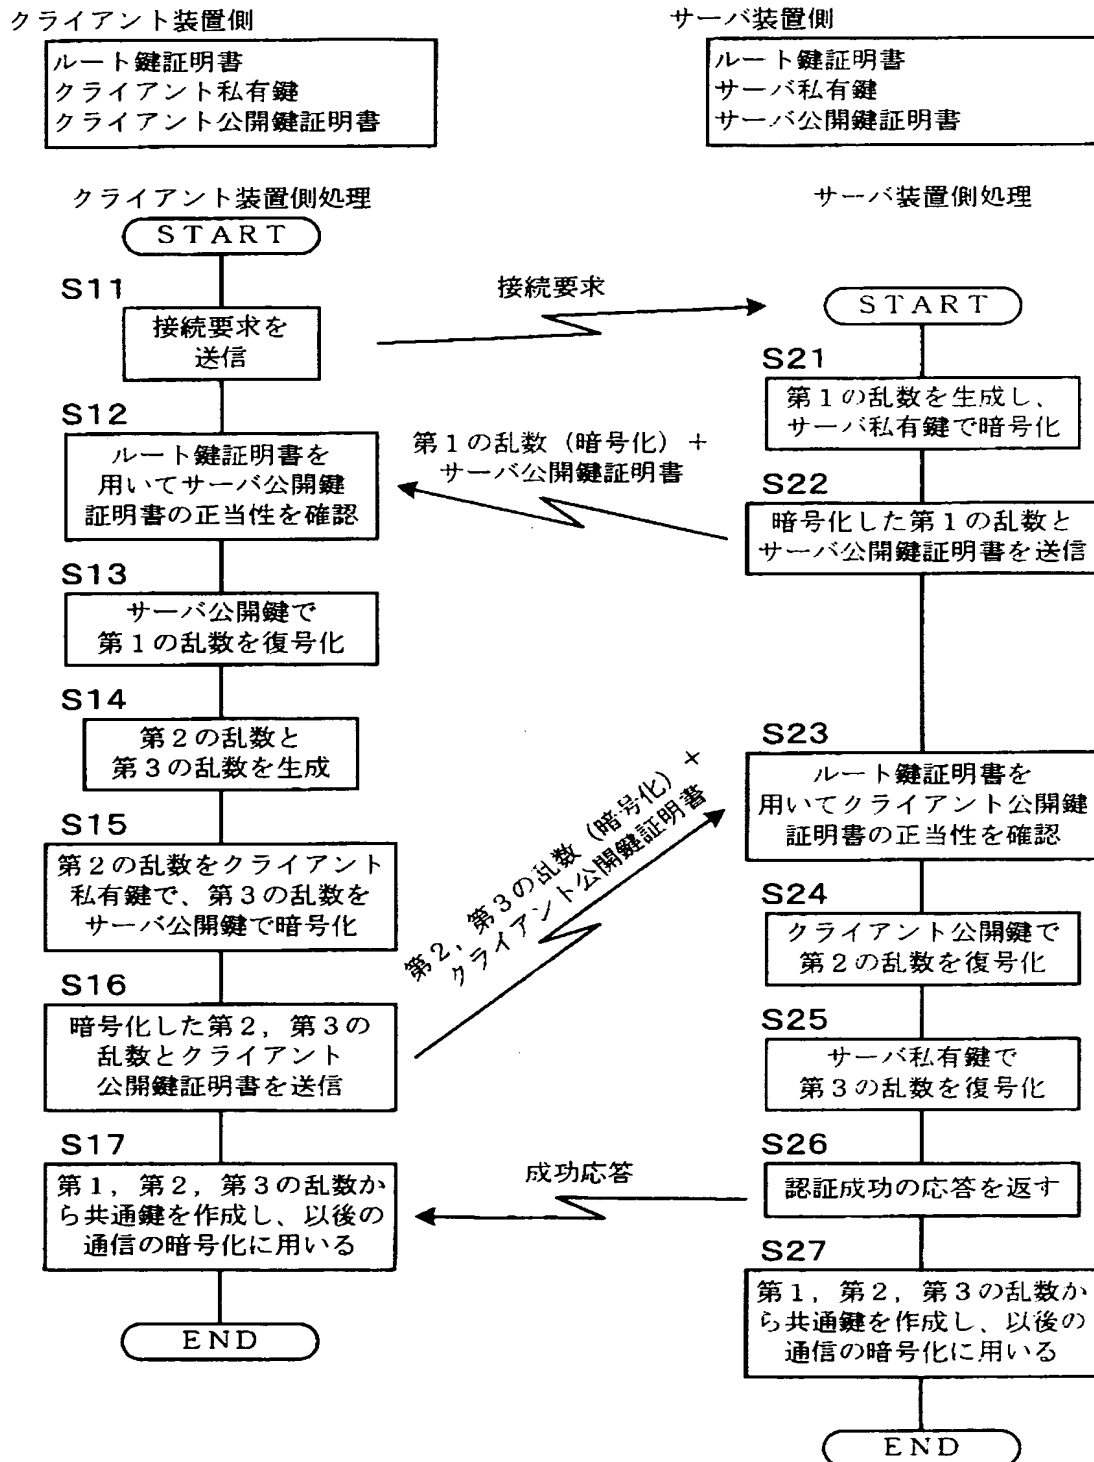 クライアント装置側
ルート鍵証明書
クライアント私有鍵
クライアント公開鍵証明書
サーバ装置側
ルート鍵証明書
サーバ私有鍵
サーバ公開鍵証明書
クライアント装置側処理
START
S11
接続要求を
送信
S12
ルート鍵証明書を
用いてサーバ公開鍵
証明書の正当性を確認
S13
サーバ公開鍵で
第1の乱数を復号化
S14
第2の乱数と
第3の乱数を生成
S15
第2の乱数をクライアント
私有鍵で、第3の乱数を
サーバ公開鍵で暗号化
S16
暗号化した第2，第3の
乱数とクライアント
公開鍵証明書を送信
S17
第1，第2，第3の乱数か
ら共通鍵を作成し、以後の
通信の暗号化に用いる
END
接続要求
第1の乱数（暗号化）＋
サーバ公開鍵証明書
第2，第3の乱数（暗号化）＋
クライアント公開鍵証明書
成功応答
サーバ装置側処理
START
S21
第1の乱数を生成し、
サーバ私有鍵で暗号化
S22
暗号化した第1の乱数と
サーバ公開鍵証明書を送信
S23
ルート鍵証明書を
用いてクライアント公開鍵
証明書の正当性を確認
S24
クライアント公開鍵で
第2の乱数を復号化
S25
サーバ私有鍵で
第3の乱数を復号化
S26
認証成功の応答を返す
S27
第1，第2，第3の乱数か
ら共通鍵を作成し、以後の
通信の暗号化に用いる
END